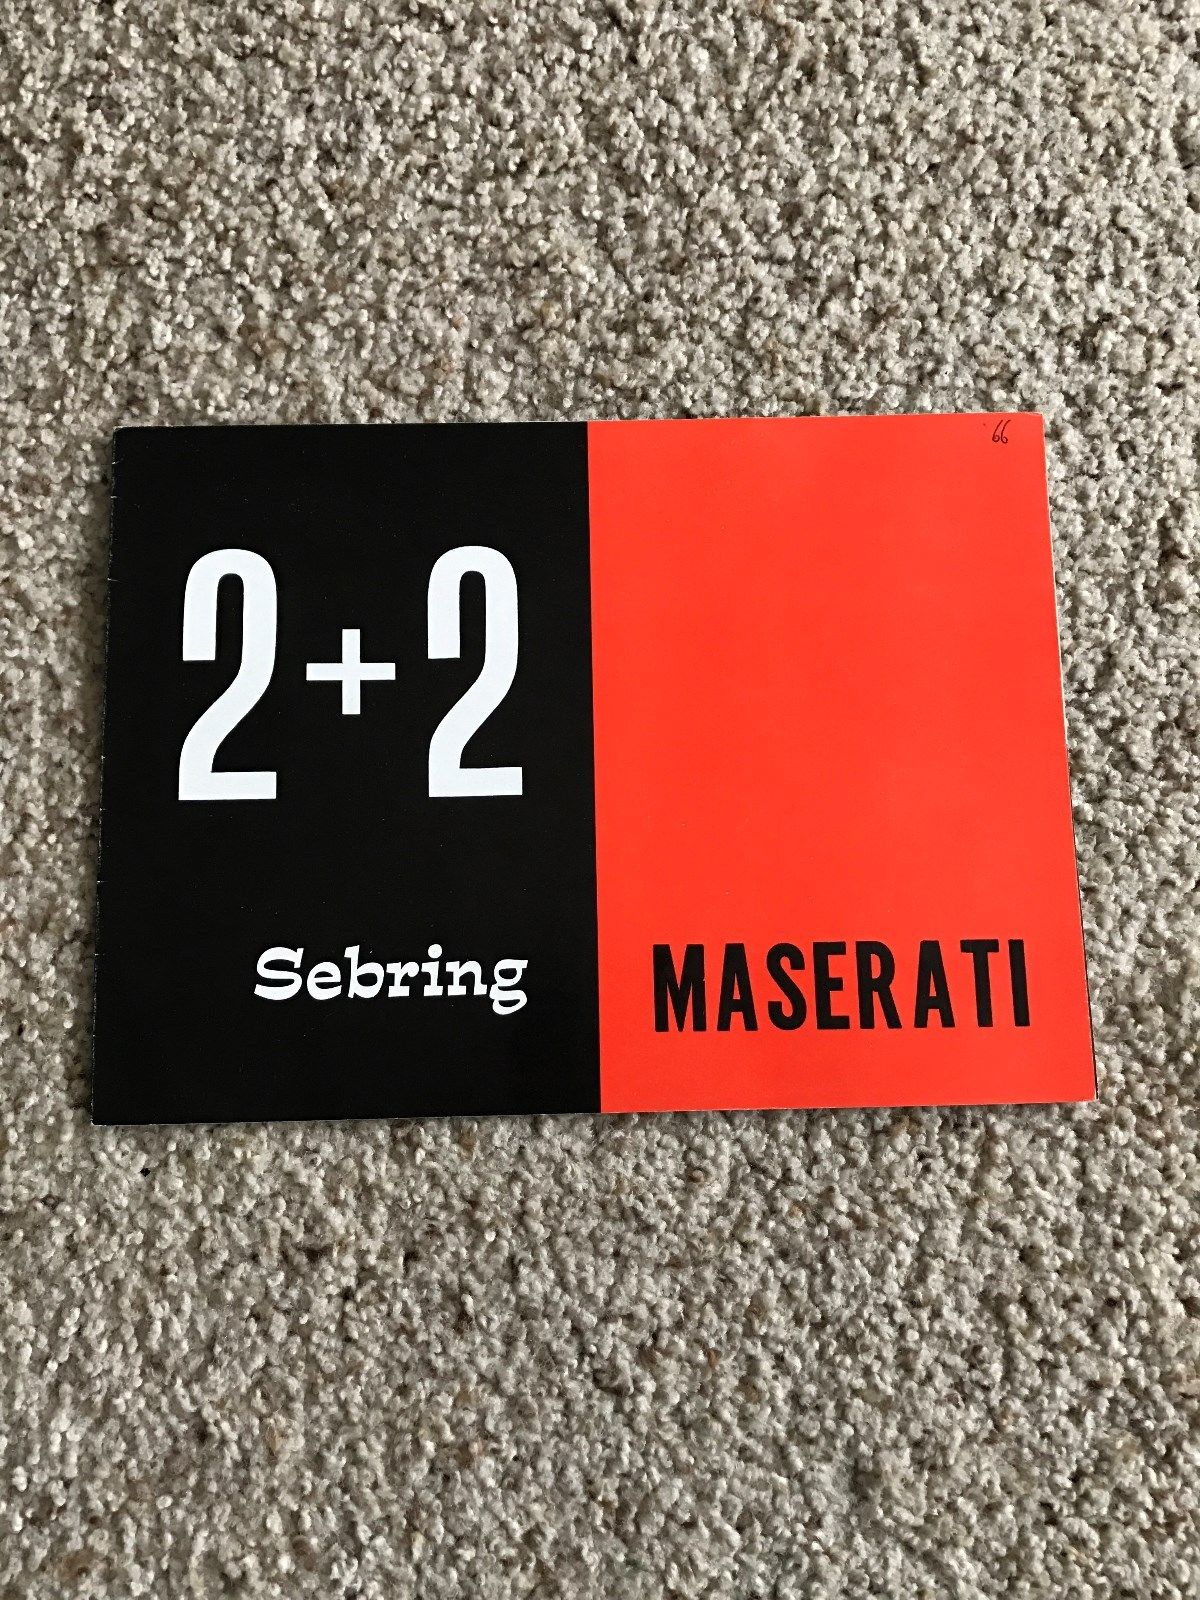 '66
2+2
Sebring
MASERATI